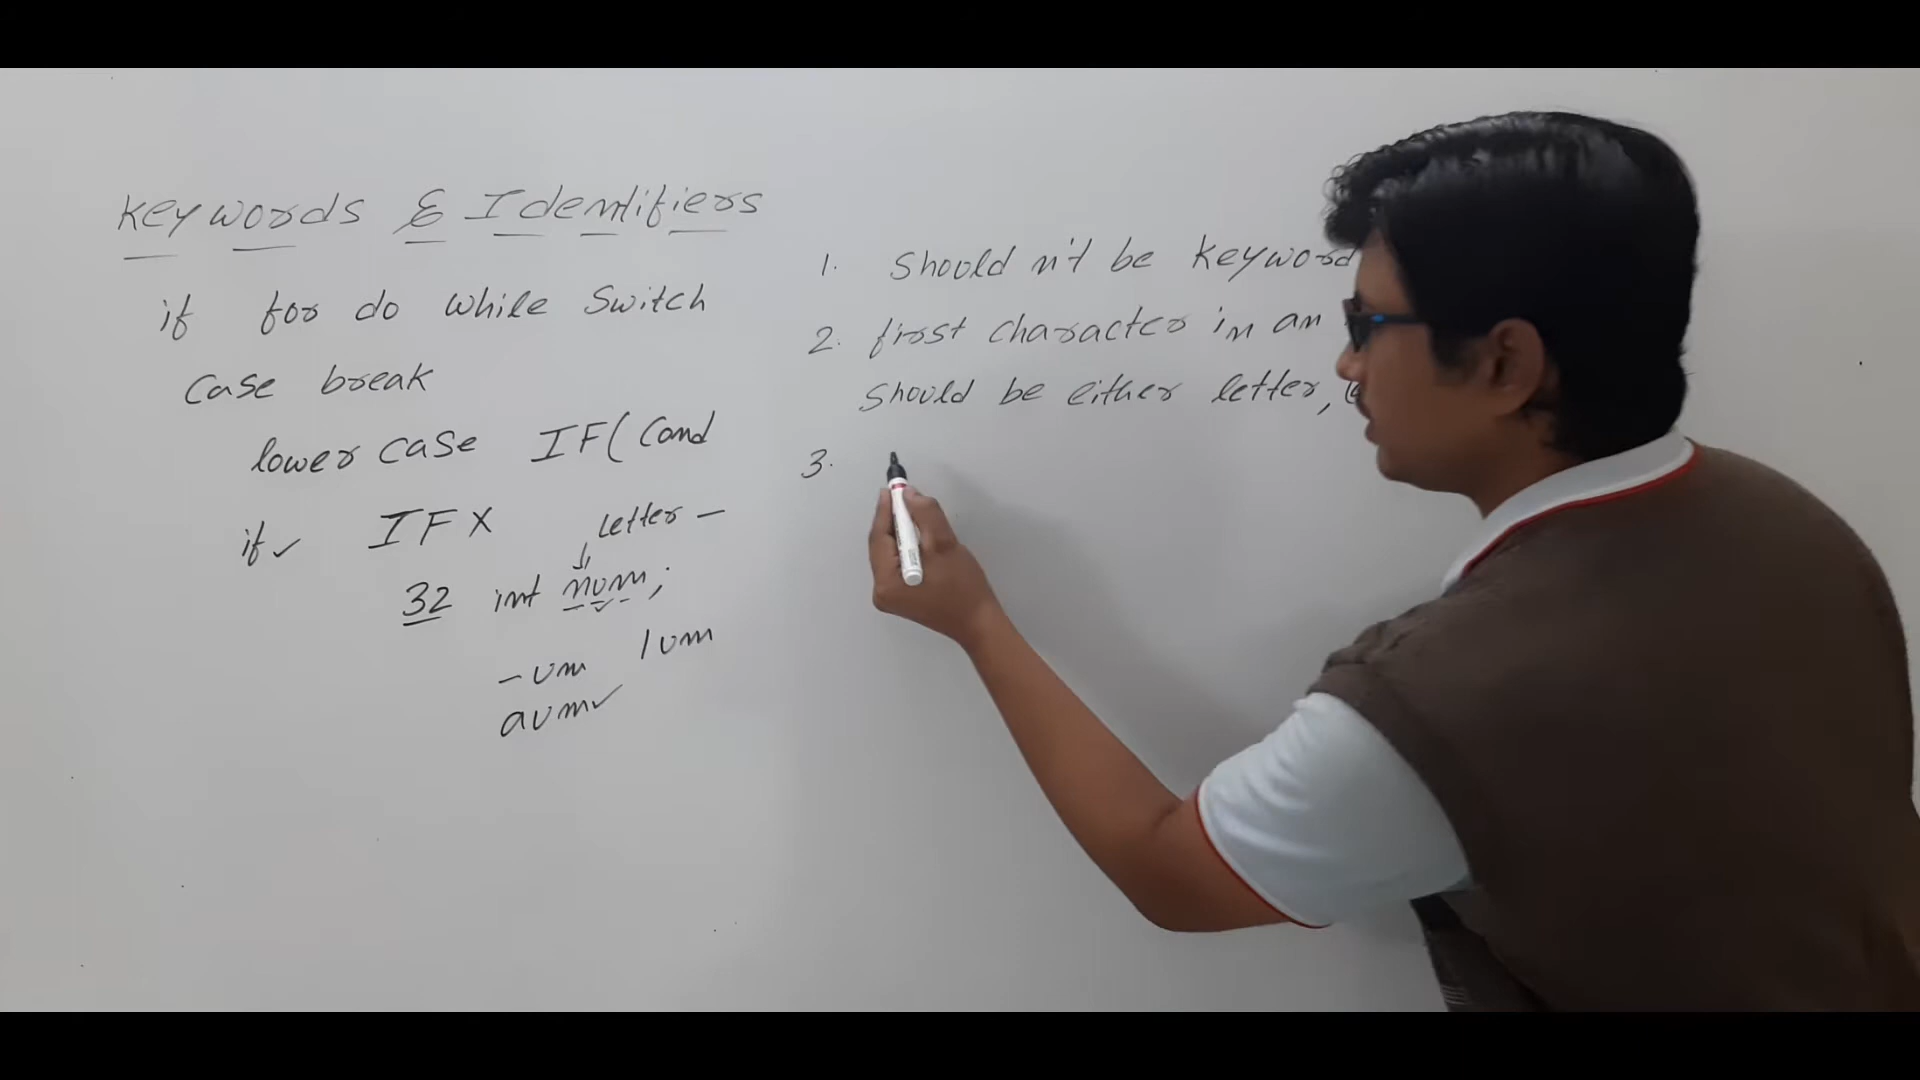 Keywords & Identifiers
if for do while Switch
Case break
lower case IF(Cond
if✓ IF X
letter —
32 int num;
_um 1um
aum✓
1. Should n't be Keyword
2. first character in an
should be either letter,
3.